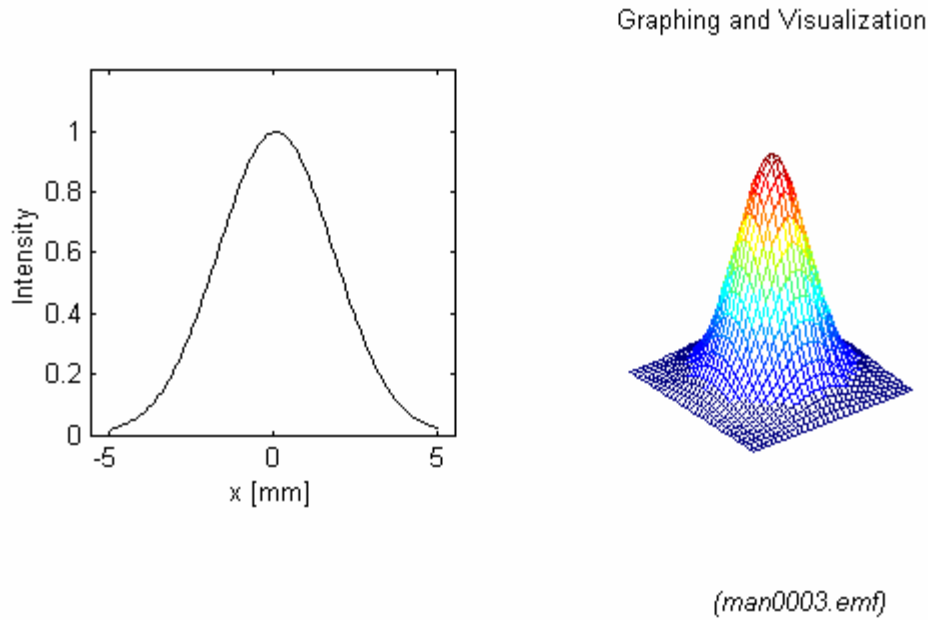 Graphing and Visualization
Intensity
1
0.8
0.6
0.4
0.2
0
-5 0 5
x [mm]
(man0003.emf)